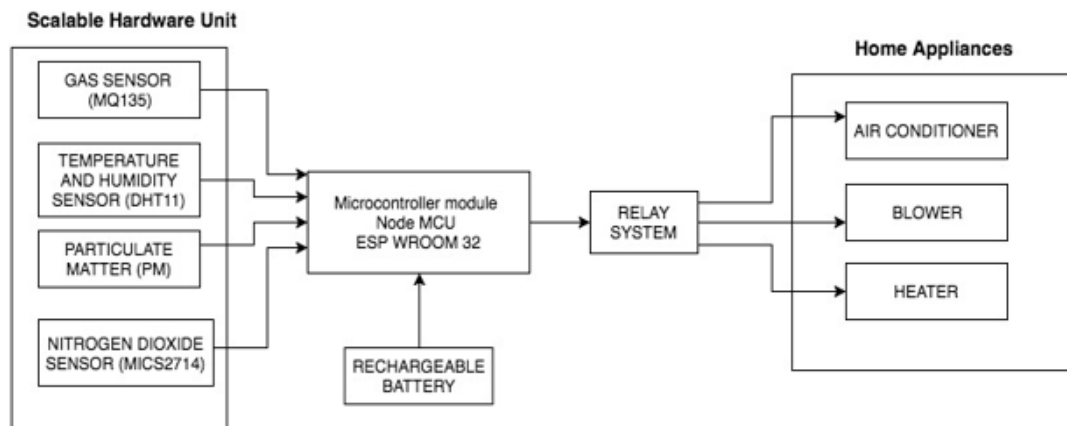 Scalable Hardware Unit
GAS SENSOR
(MQ135)
TEMPERATURE
AND HUMIDITY
SENSOR (DHT11)
PARTICULATE
MATTER (PM)
NITROGEN DIOXIDE
SENSOR (MICS2714)
Microcontroller module
Node MCU
ESP WROOM 32
RECHARGEABLE
BATTERY
RELAY
SYSTEM
Home Appliances
AIR CONDITIONER
BLOWER
HEATER